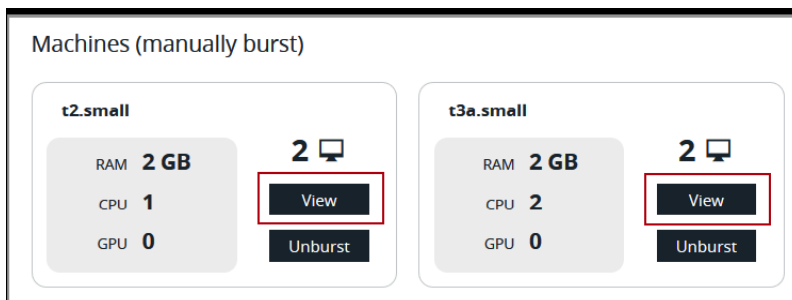 Machines (manually burst)
t2.small
RAM 2 GB
CPU 1
GPU 0
2
View
Unburst
t3a.small
RAM 2 GB
CPU 2
GPU 0
2
View
Unburst